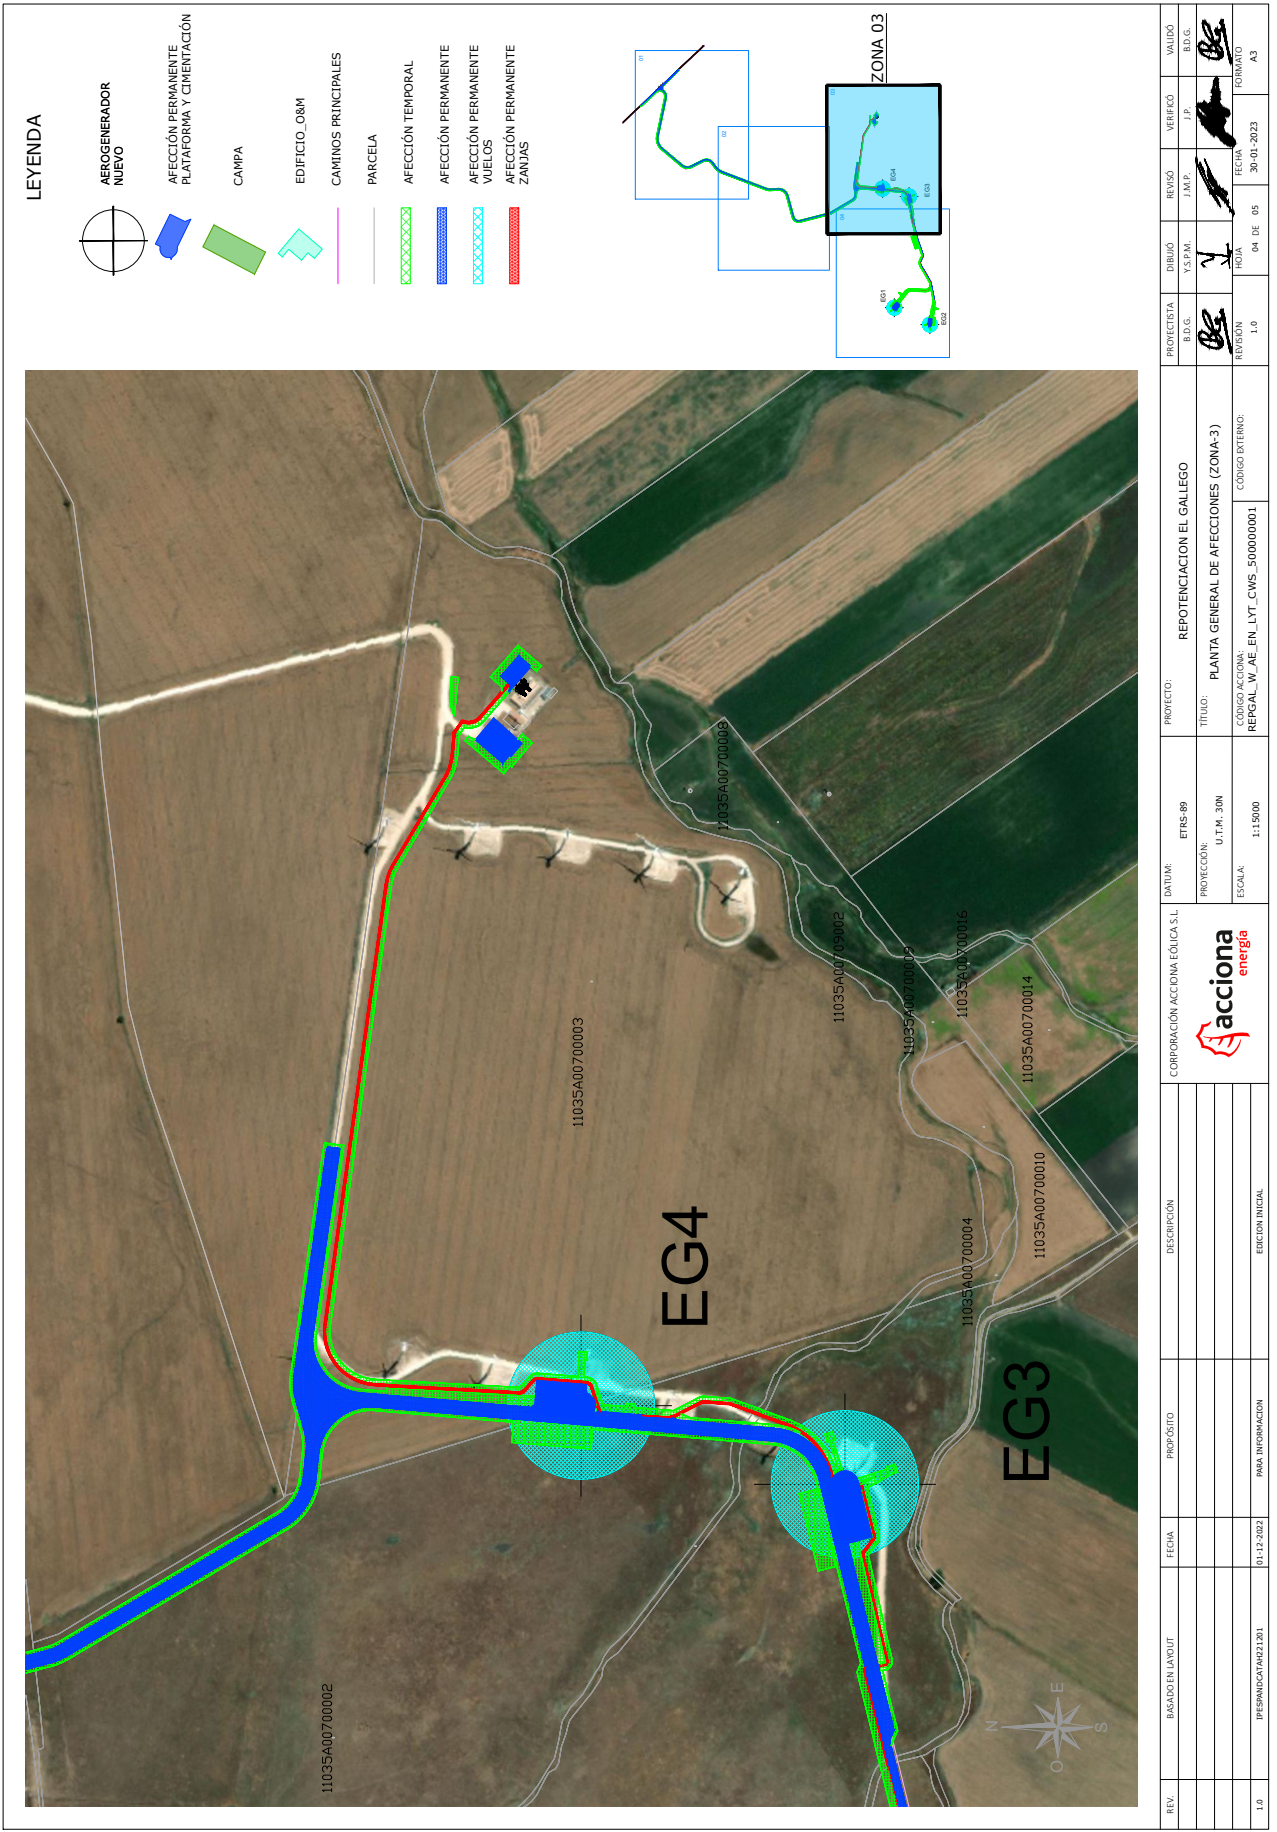 LEYENDA
AEROGENERADOR
NUEVO
AFECCIÓN PERMANENTE
PLATAFORMA Y CIMENTACIÓN
CAMPA
EDIFICIO_O&M
CAMINOS PRINCIPALES
PARCELA
AFECCIÓN TEMPORAL
AFECCIÓN PERMANENTE
AFECCIÓN PERMANENTE
VUELOS
AFECCIÓN PERMANENTE
ZANJAS
ZONA 03
01
02
03
04
EG1
EG2
EG3
EG4
11035A00700002
11035A00700003
11035A00700008
11035A00709002
11035A00700009
11035A00700016
11035A00700014
11035A00700010
11035A00700004
EG4
EG3
N
S
E
O
REV.
BASADO EN LAYOUT
FECHA
PROPÓSITO
DESCRIPCIÓN
1.0
IPESPANDCATAH221201
01-12-2022
PARA INFORMACION
EDICION INICIAL
CORPORACIÓN ACCIONA EÓLICA S.L.
acciona
energía
DATUM:
ETRS-89
PROYECCIÓN:
U.T.M. 30N
ESCALA:
1:15000
PROYECTO:
REPOTENCIACION EL GALLEGO
TÍTULO:
PLANTA GENERAL DE AFECCIONES (ZONA-3)
CÓDIGO ACCIONA:
REPGAL_W_AE_EN_LYT_CWS_500000001
CÓDIGO EXTERNO:
PROYECTISTA
B.D.G.
DIBUJÓ
Y.S.P.M.
REVISÓ
J.M.P.
VERIFICÓ
J.P.
VALIDÓ
B.D.G.
REVISIÓN
1.0
HOJA
04 DE 05
FECHA
30-01-2023
FORMATO
A3